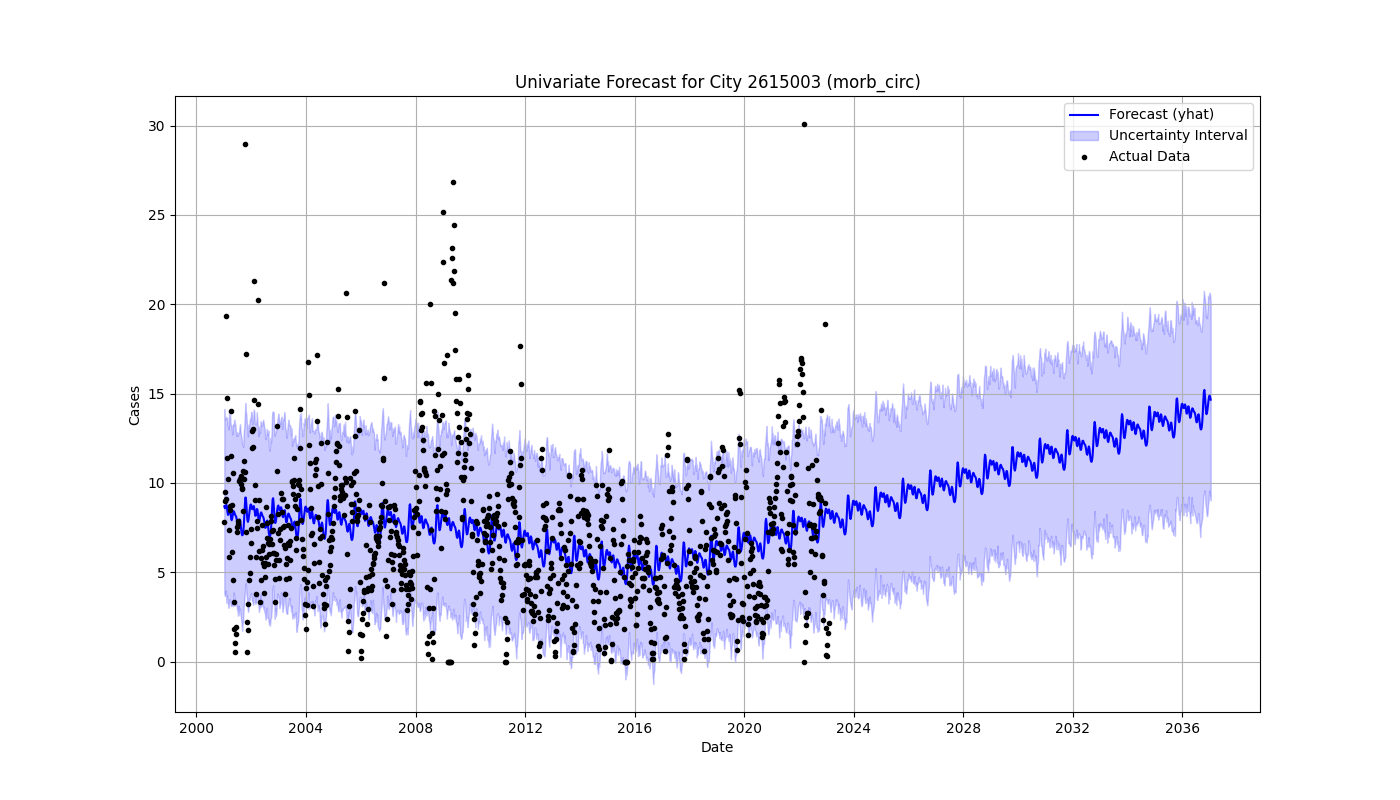 Univariate Forecast for City 2615003 (morb_circ)
Forecast (yhat)
Uncertainty Interval
Actual Data
Cases
30
25
20
15
10
5
0
2000 2004 2008 2012 2016 2020 2024 2028 2032 2036
Date